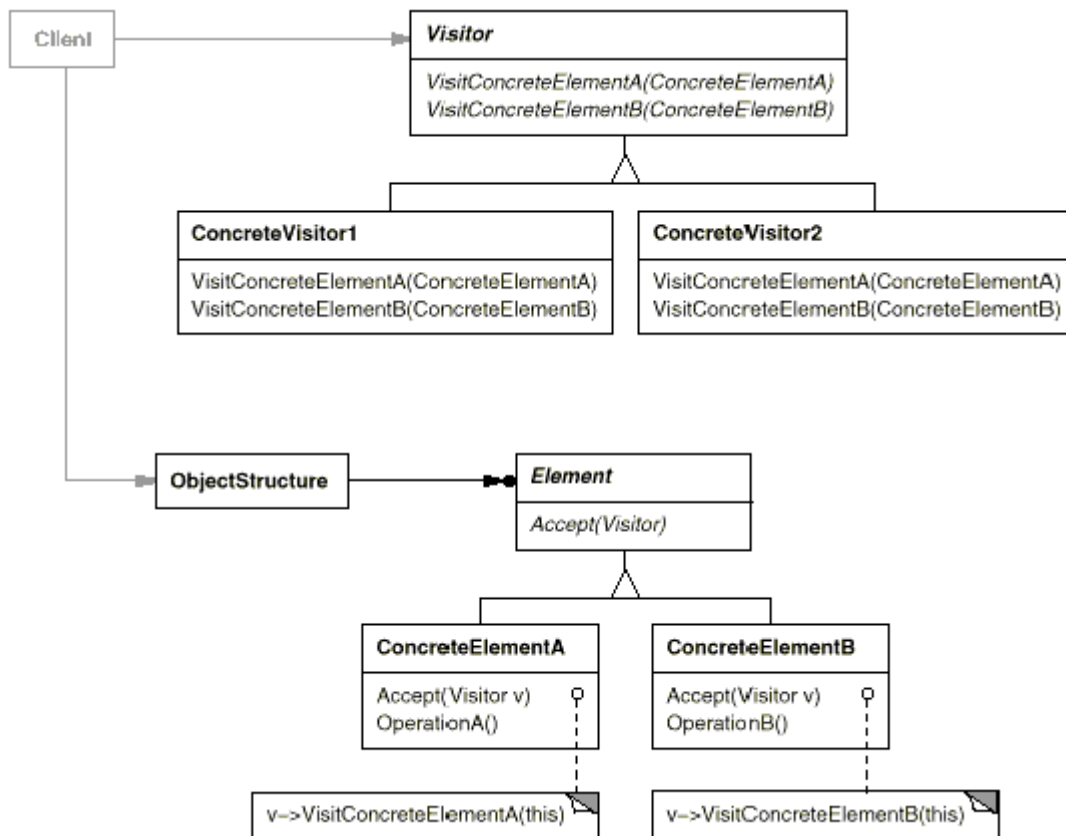 Client
Visitor
VisitConcreteElementA(ConcreteElementA)
VisitConcreteElementB(ConcreteElementB)
ConcreteVisitor1
VisitConcreteElementA(ConcreteElementA)
VisitConcreteElementB(ConcreteElementB)
ConcreteVisitor2
VisitConcreteElementA(ConcreteElementA)
VisitConcreteElementB(ConcreteElementB)
ObjectStructure
Element
Accept(Visitor)
ConcreteElementA
Accept(Visitor v)
OperationA()
ConcreteElementB
Accept(Visitor v)
OperationB()
v->VisitConcreteElementA(this)
v->VisitConcreteElementB(this)